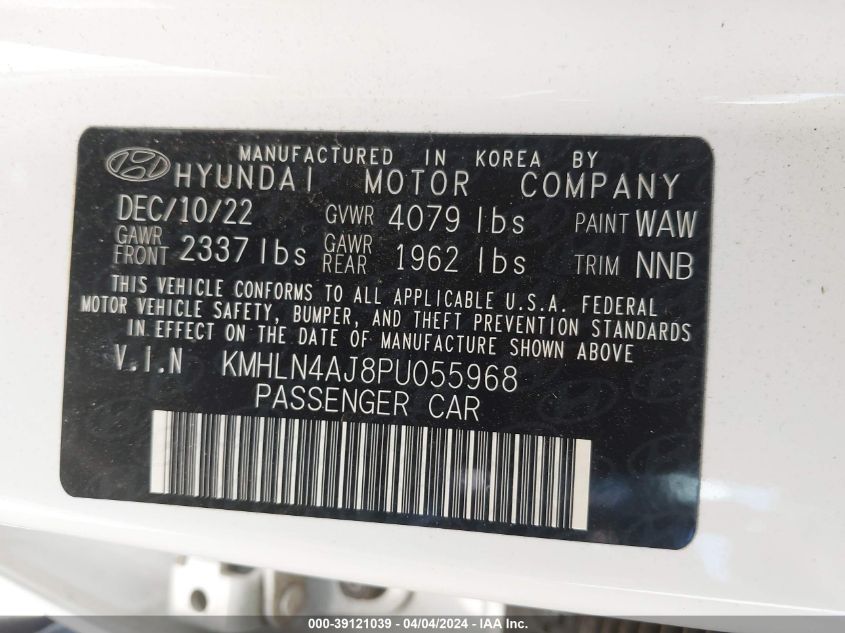 MANUFACTURED IN KOREA BY
HYUNDAI MOTOR COMPANY
DEC/10/22 GVWR 4079 lbs PAINT WAW
GAWR FRONT 2337 lbs GAWR REAR 1962 lbs TRIM NNB
THIS VEHICLE CONFORMS TO ALL APPLICABLE U.S.A. FEDERAL
MOTOR VEHICLE SAFETY, BUMPER, AND THEFT PREVENTION STANDARDS
IN EFFECT ON THE DATE OF MANUFACTURE SHOWN ABOVE
V.I.N KMHLN4AJ8PU055968
PASSENGER CAR
000-39121039 - 04/04/2024 - IAA Inc.